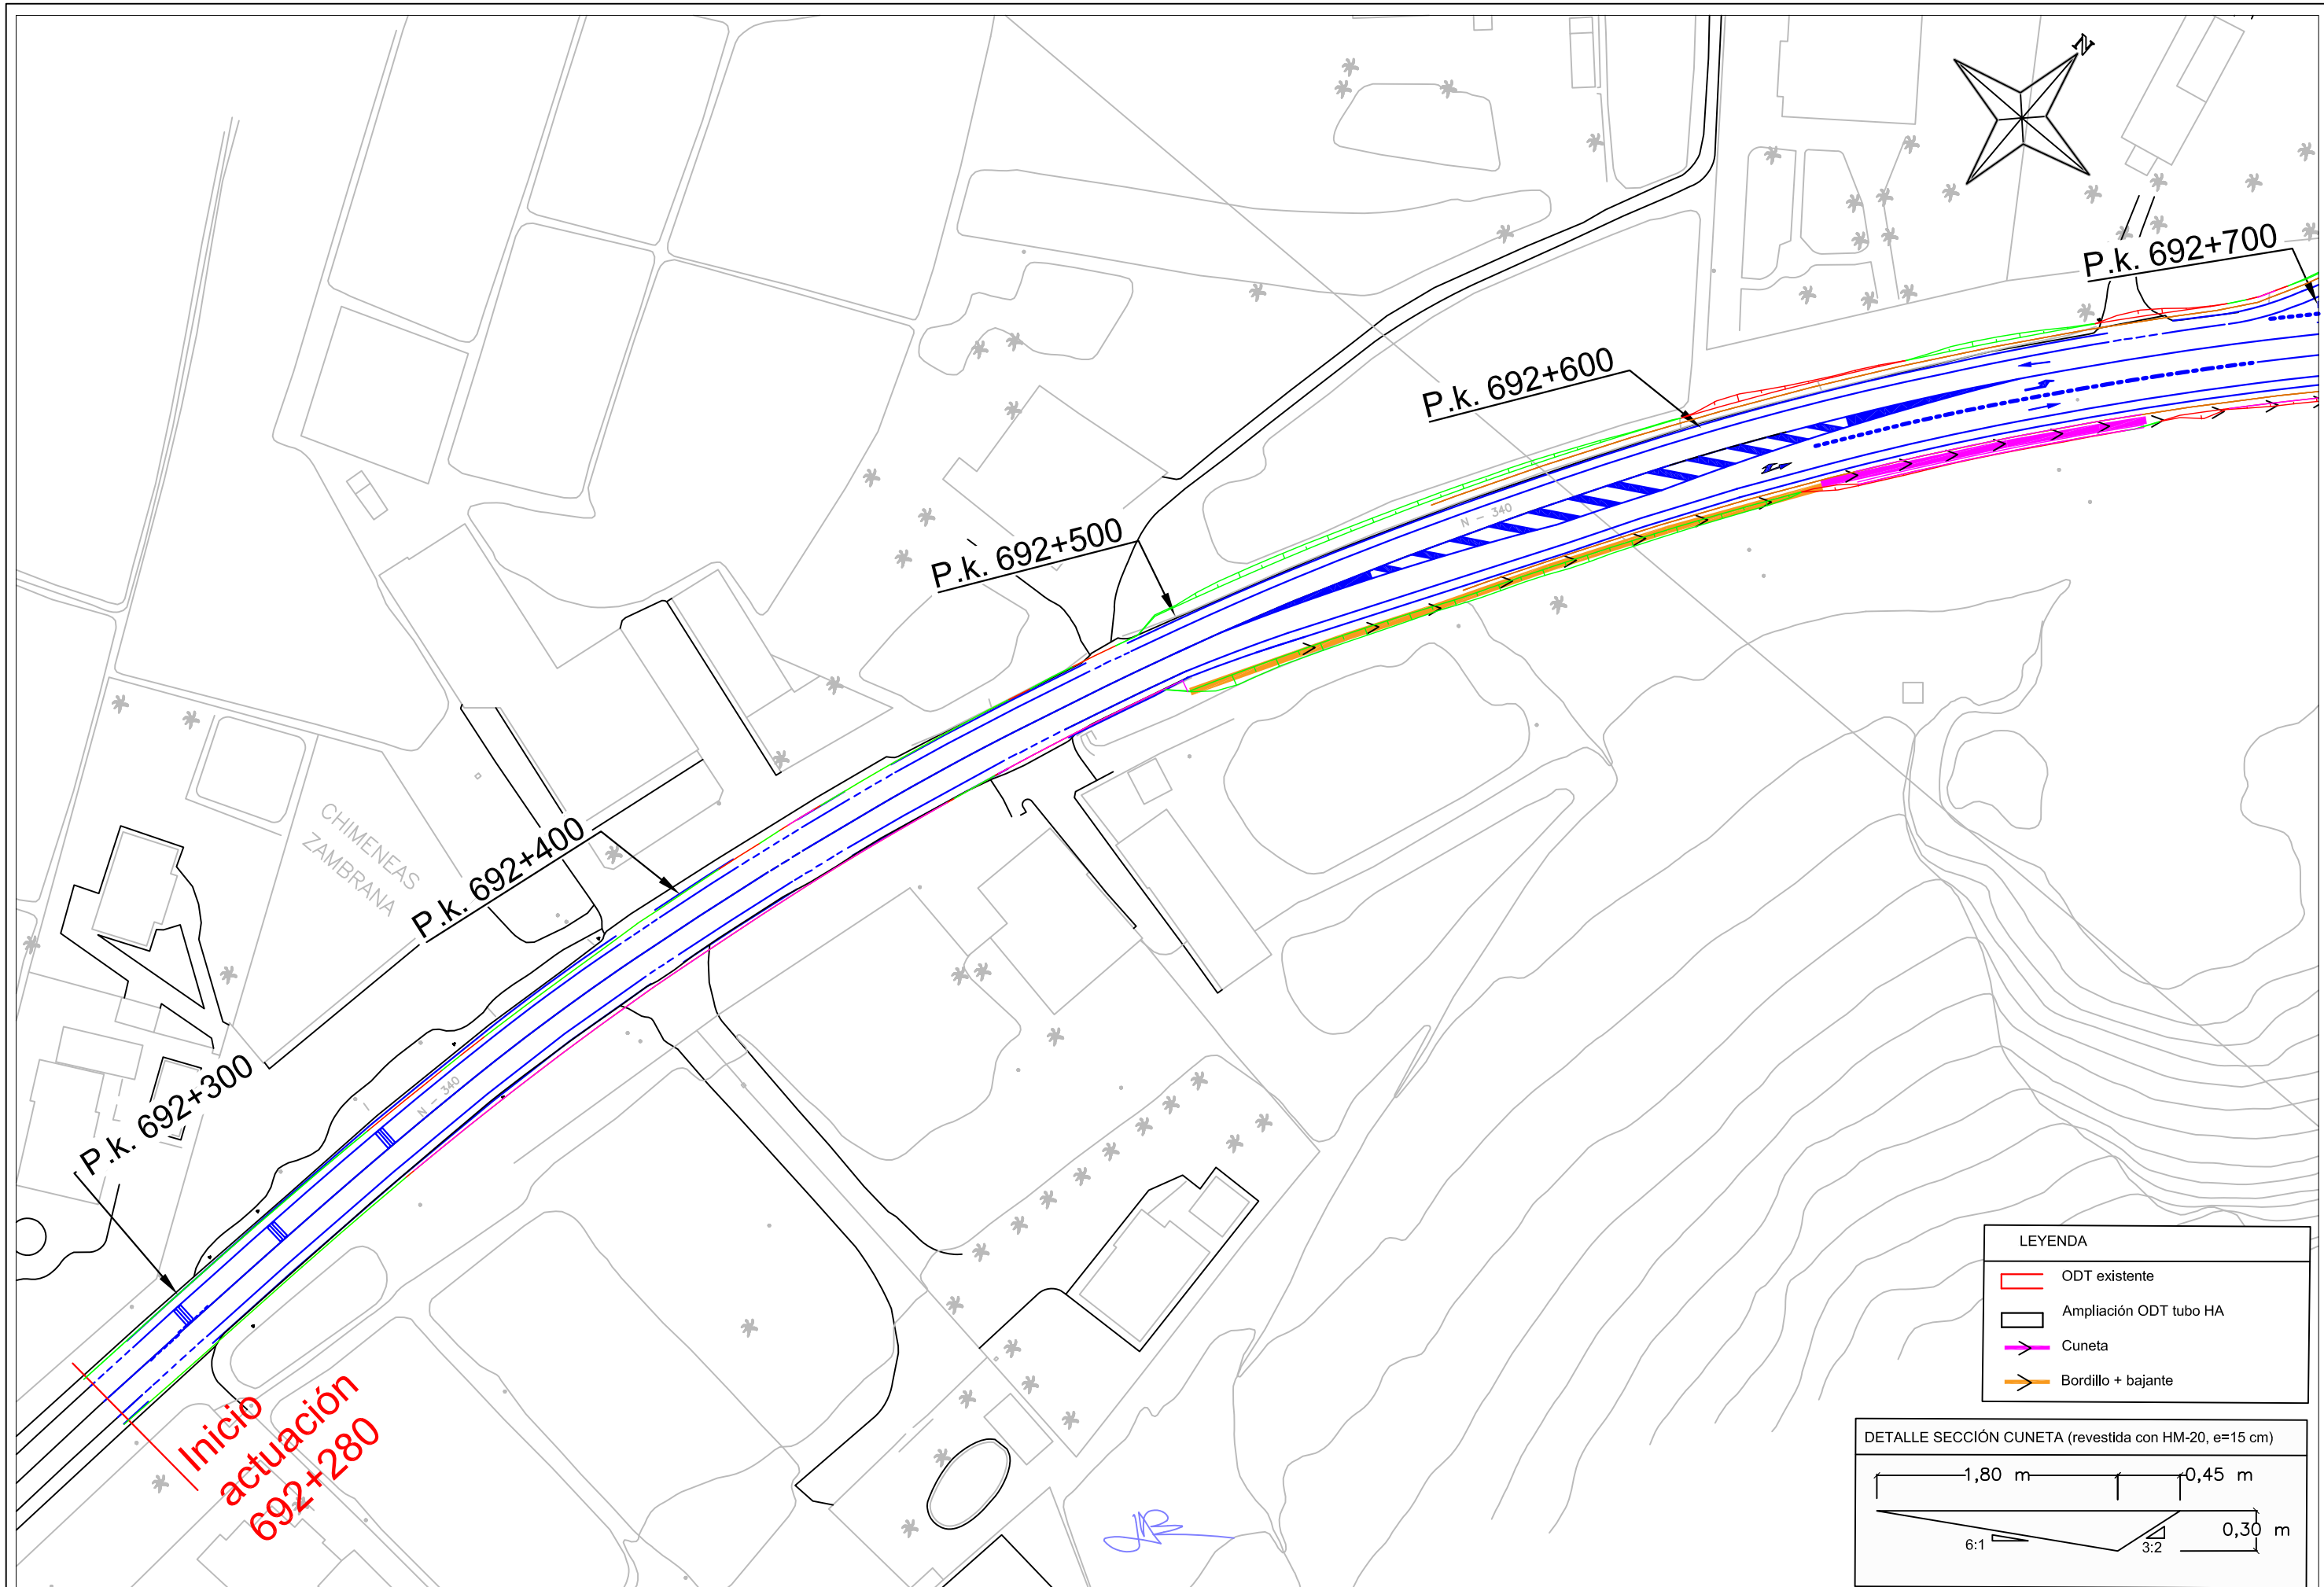 N
P.k. 692+700
P.k. 692+600
N - 340
P.k. 692+500
CHIMENEAS
ZAMBRANA
P.k. 692+400
N - 340
P.k. 692+300
Inicio
actuación
692+280
LEYENDA
ODT existente
Ampliación ODT tubo HA
Cuneta
Bordillo + bajante
DETALLE SECCIÓN CUNETA (revestida con HM-20, e=15 cm)
1,80 m 0,45 m
0,30 m
6:1 3:2